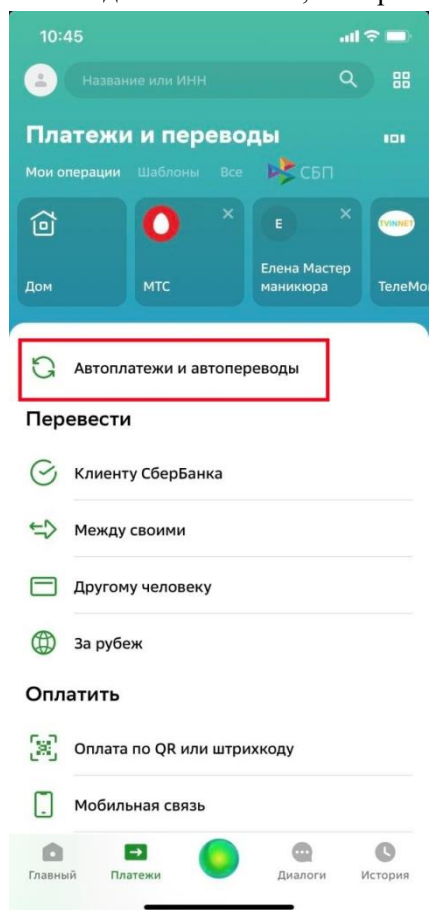 10:45
Название или ИНН
Платежи и переводы
Мои операции Шаблоны Все СБП
Е
TVINNET
Елена Мастер
Дом МТС маникюра ТелеМо
Автоплатежи и автопереводы
Перевести
Клиенту СберБанка
Между своими
Другому человеку
За рубеж
Оплатить
Оплата по QR или штрихкоду
Мобильная связь
Главный Платежи Диалоги История